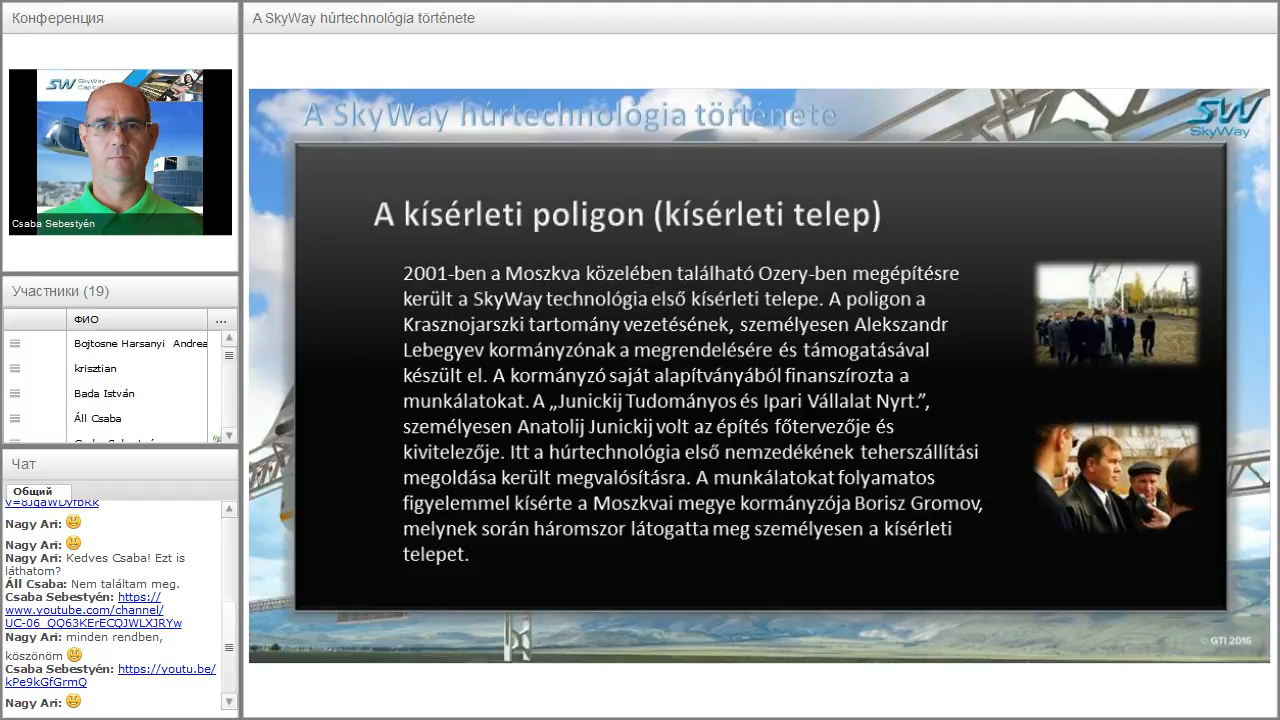 Конференция
A SkyWay húrtechnológia története
SW SkyWay
Csaba Sebestyén
Участники (19)
ФИО
...
Bojtosne Harsanyi Andrea
krisztian
Bada István
Áll Csaba
Чат
Общий
Nagy Ari:
Nagy Ari:
Nagy Ari: Kedves Csaba! Ezt is
láthatom?
Áll Csaba: Nem találtam meg.
Csaba Sebestyén: https://
www.youtube.com/channel/
UC-06_QQ63KErECQJWLXJRYw
Nagy Ari: minden rendben,
köszönöm
Csaba Sebestyén: https://youtu.be/
kPe9kGfGrmQ
Nagy Ari:
A SkyWay húrtechnológia története
SW
SkyWay
A kísérleti poligon (kísérleti telep)
2001-ben a Moszkva közelében található Ozery-ben megépítésre
került a SkyWay technológia első kísérleti telepe. A poligon a
Krasznojarszki tartomány vezetésének, személyesen Alekszandr
Lebegyev kormányzónak a megrendelésére és támogatásával
készült el. A kormányzó saját alapítványából finanszírozta a
munkálatokat. A „Junickij Tudományos és Ipari Vállalat Nyrt.”,
személyesen Anatolij Junickij volt az építés főtervezője és
kivitelezője. Itt a húrtechnológia első nemzedékének teherszállítási
megoldása került megvalósításra. A munkálatokat folyamatos
figyelemmel kísérte a Moszkvai megye kormányzója Borisz Gromov,
melynek során háromszor látogatta meg személyesen a kísérleti
telepet.
© GTI 2016